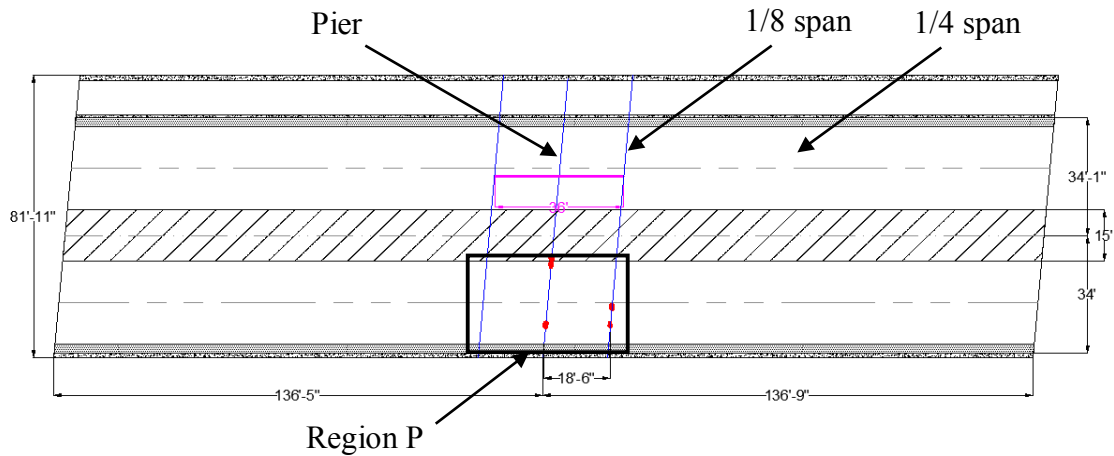 Pier
1/8 span
1/4 span
34'-1"
81'-11"
36'
15'
34'
18'-6"
136'-5"
136'-9"
Region P